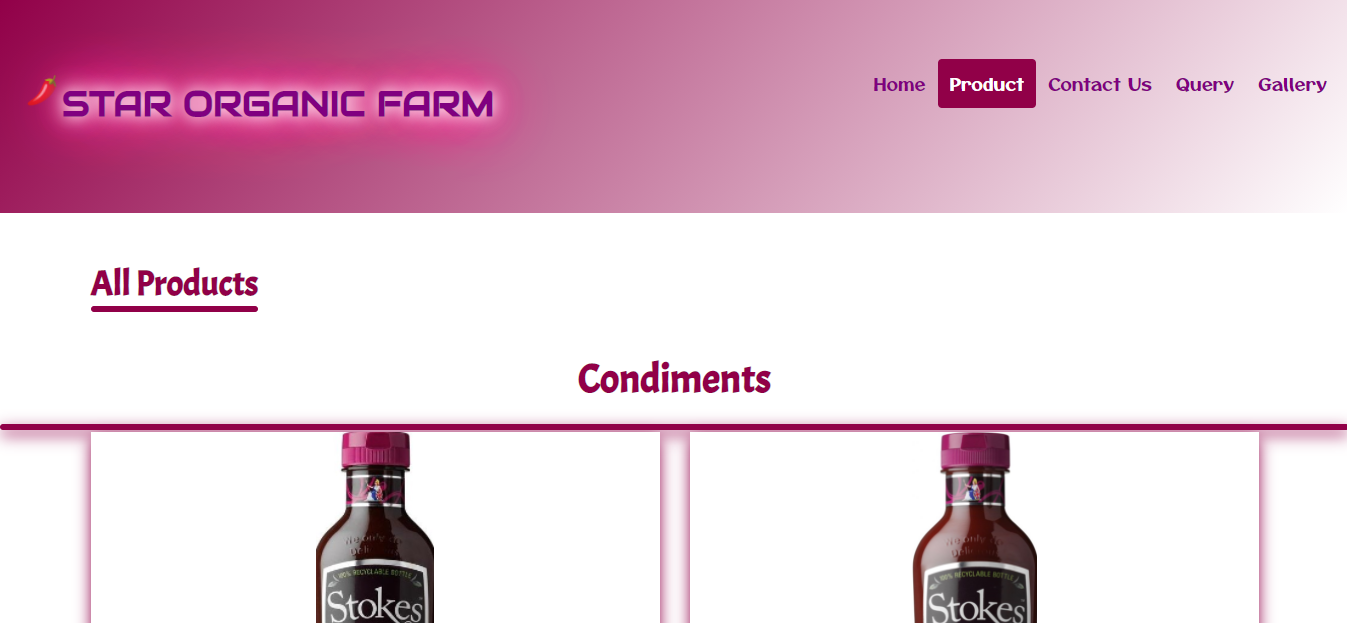 STAR ORGANIC FARM
Home Product Contact Us Query Gallery
All Products
Condiments
100% RECYCLABLE BOTTLE
Stokes
100% RECYCLABLE BOTTLE
Stokes